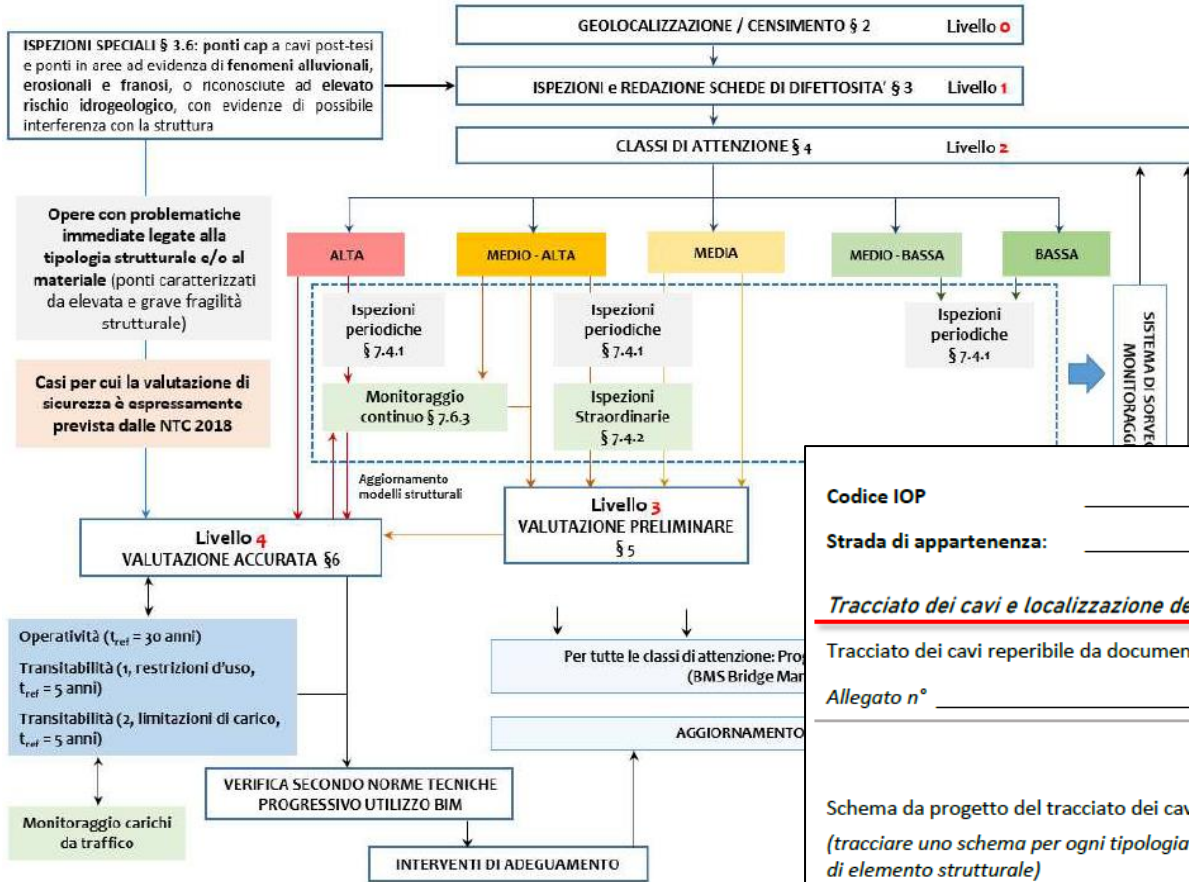 GEOLOCALIZZAZIONE / CENSIMENTO § 2 Livello 0
ISPEZIONI SPECIALI § 3.6: ponti cap a cavi post-tesi
e ponti in aree ad evidenza di fenomeni alluvionali,
erosionali e franosi, o riconosciute ad elevato
rischio idrogeologico, con evidenze di possibile
interferenza con la struttura
ISPEZIONI e REDAZIONE SCHEDE DI DIFETTOSITA' § 3 Livello 1
CLASSI DI ATTENZIONE § 4 Livello 2
Opere con problematiche
immediate legate alla
tipologia strutturale e/o al
materiale (ponti caratterizzati
da elevata e grave fragilità
strutturale)
Casi per cui la valutazione di
sicurezza è espressamente
prevista dalle NTC 2018
ALTA
MEDIO - ALTA
MEDIA
MEDIO - BASSA
BASSA
Ispezioni
periodiche
§ 7.4.1
Ispezioni
periodiche
§ 7.4.1
Ispezioni
periodiche
§ 7.4.1
Monitoraggio
continuo § 7.6.3
Ispezioni
Straordinarie
§ 7.4.2
SISTEMA DI SORVEG
MONITORAGG
Aggiornamento
modelli strutturali
Livello 3
VALUTAZIONE PRELIMINARE
§ 5
Livello 4
VALUTAZIONE ACCURATA §6
Operatività (tref = 30 anni)
Transitabilità (1, restrizioni d'uso,
tref = 5 anni)
Transitabilità (2, limitazioni di carico,
tref = 5 anni)
Monitoraggio carichi
da traffico
Per tutte le classi di attenzione: Prog
(BMS Bridge Man
AGGIORNAMENTO
VERIFICA SECONDO NORME TECNICHE
PROGRESSIVO UTILIZZO BIM
INTERVENTI DI ADEGUAMENTO
Codice IOP
Strada di appartenenza:
Tracciato dei cavi e localizzazione de
Tracciato dei cavi reperibile da documen
Allegato n°
Schema da progetto del tracciato dei cav
(tracciare uno schema per ogni tipologia
di elemento strutturale)